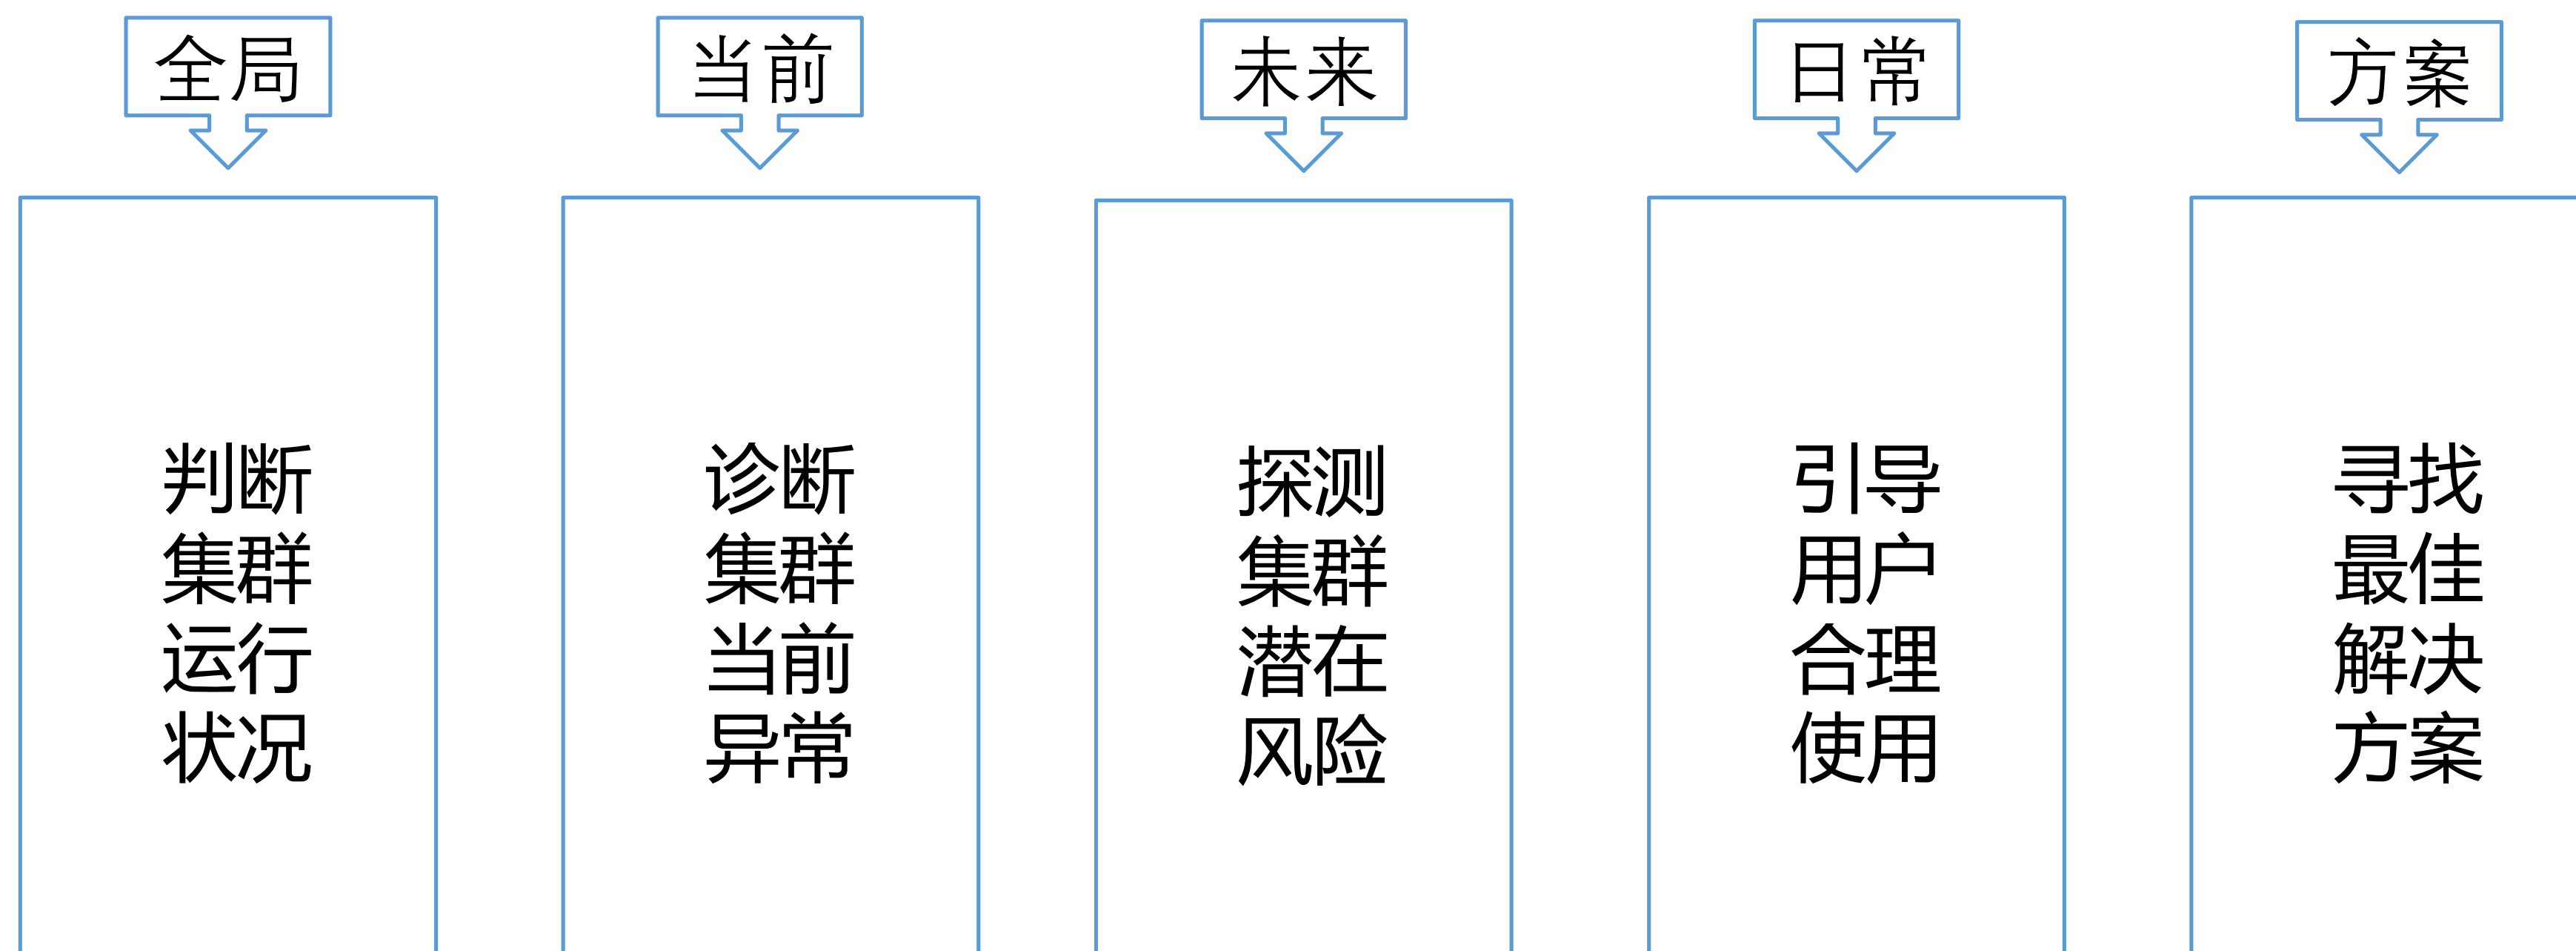 全局
判断
集群
运行
状况
当前
诊断
集群
当前
异常
未来
探测
集群
潜在
风险
日常
引导
用户
合理
使用
方案
寻找
最佳
解决
方案